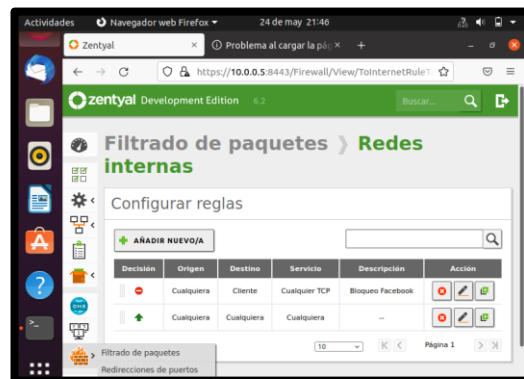 Actividades
Navegador web Firefox
24 de may 21:46
Zentyal
Problema al cargar la pág
https://10.0.0.5:8443/Firewall/View/ToInternetRuleT
zentyal Development Edition 6.2
Buscar...
Filtrado de paquetes
Redes
internas
Configurar reglas
AÑADIR NUEVO/A
Decisión Origen Destino Servicio Descripción Acción
Cualquiera Cliente Cualquier TCP Bloqueo Facebook
Cualquiera Cualquiera Cualquiera --
10
K
Página 1
Filtrado de paquetes
Redirecciones de puertos